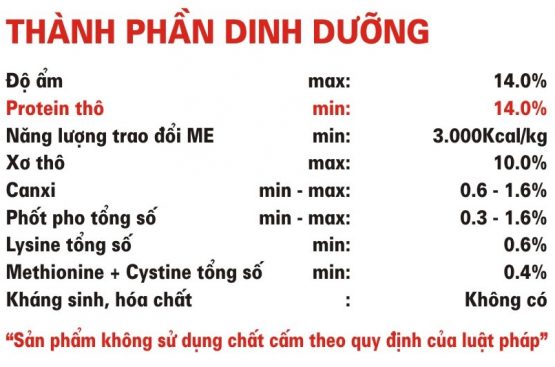 THÀNH PHẦN DINH DƯỠNG
Độ ẩm max: 14.0%
Protein thô min: 14.0%
Năng lượng trao đổi ME min: 3.000Kcal/kg
Xơ thô max: 10.0%
Canxi min - max: 0.6 - 1.6%
Phốt pho tổng số min - max: 0.3 - 1.6%
Lysine tổng số min: 0.6%
Methionine + Cystine tổng số min: 0.4%
Kháng sinh, hóa chất : Không có
“Sản phẩm không sử dụng chất cấm theo quy định của luật pháp”